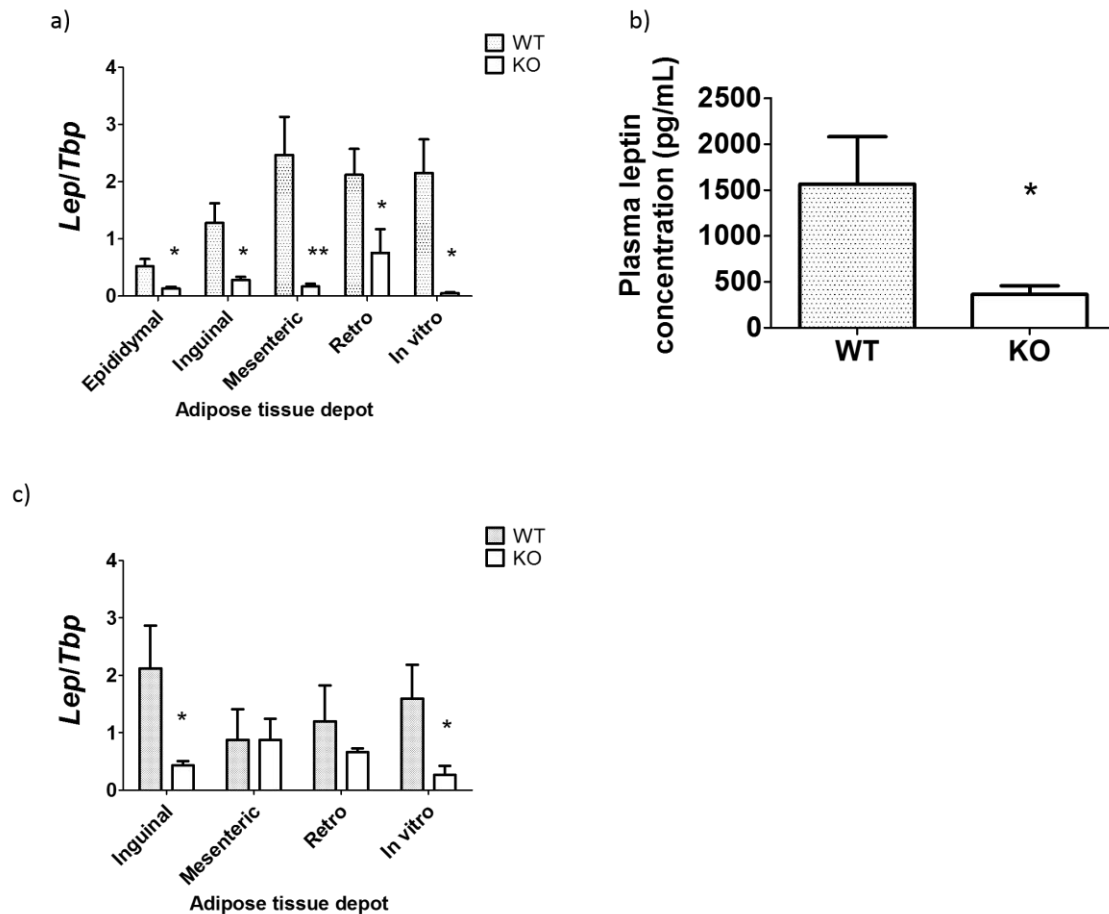 a)
WT
KO
4
3
2
1
0
Lep/Tbp
*
*
**
*
*
Epididymal
Inguinal
Mesenteric
Retro
In vitro
Adipose tissue depot
b)
Plasma leptin
concentration (pg/mL)
2500
2000
1500
1000
500
0
*
WT
KO
c)
WT
KO
4
3
2
1
0
Lep/Tbp
*
*
Inguinal
Mesenteric
Retro
In vitro
Adipose tissue depot